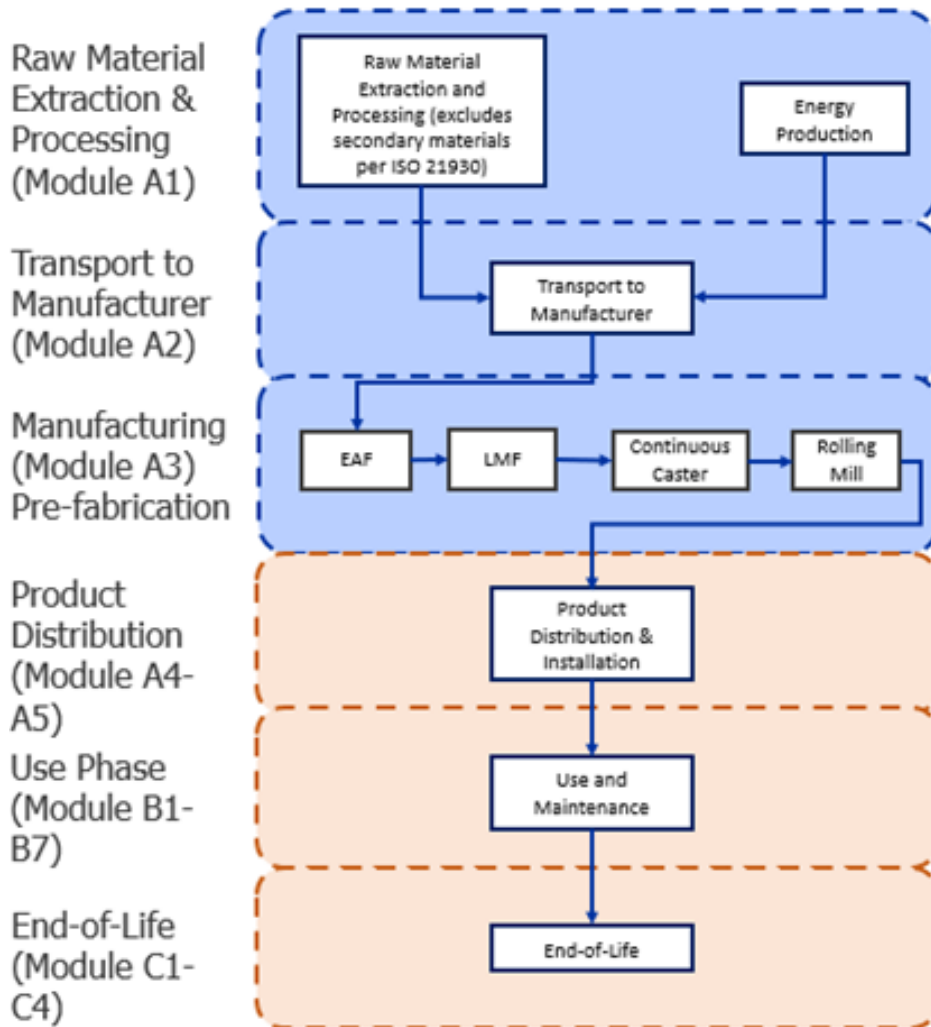 Raw Material
Extraction &
Processing
(Module A1)
Raw Material
Extraction and
Processing (excludes
secondary materials
per ISO 21930)
Energy
Production
Transport to
Manufacturer
(Module A2)
Transport to
Manufacturer
Manufacturing
(Module A3)
Pre-fabrication
EAF
LMF
Continuous
Caster
Rolling
Mill
Product
Distribution
(Module A4-
A5)
Product
Distribution &
Installation
Use Phase
(Module B1-
B7)
Use and
Maintenance
End-of-Life
(Module C1-
C4)
End-of-Life